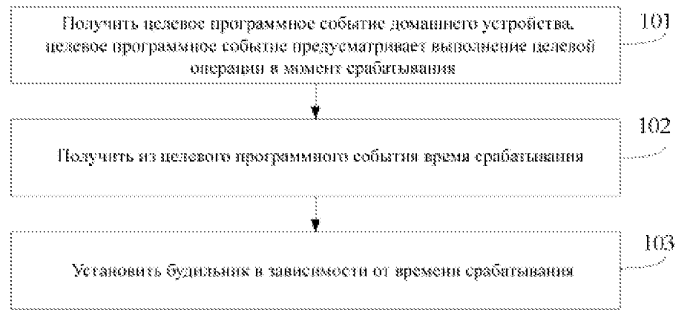 Получить целевое программное событие домашнего устройства,
целевое программное событие предусматривает выполнение целевой
операции в момент срабатывания
101
Получить из целевого программного события время срабатывания
102
Установить будильник в зависимости от времени срабатывания
103